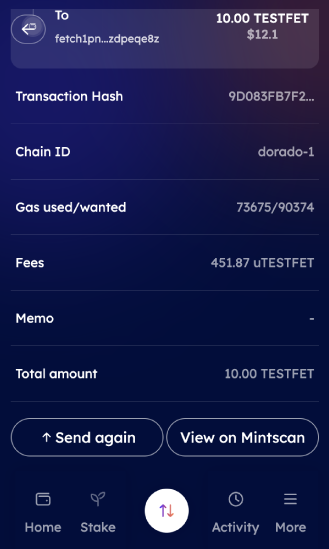 To
10.00 TESTFET
fetch1pn...zdpeqe8z
$12.1
Transaction Hash
9D083FB7F2...
Chain ID
dorado-1
Gas used/wanted
73675/90374
Fees
451.87 uTESTFET
Memo
-
Total amount
10.00 TESTFET
↑ Send again
View on Mintscan
Home
Stake
Activity
More